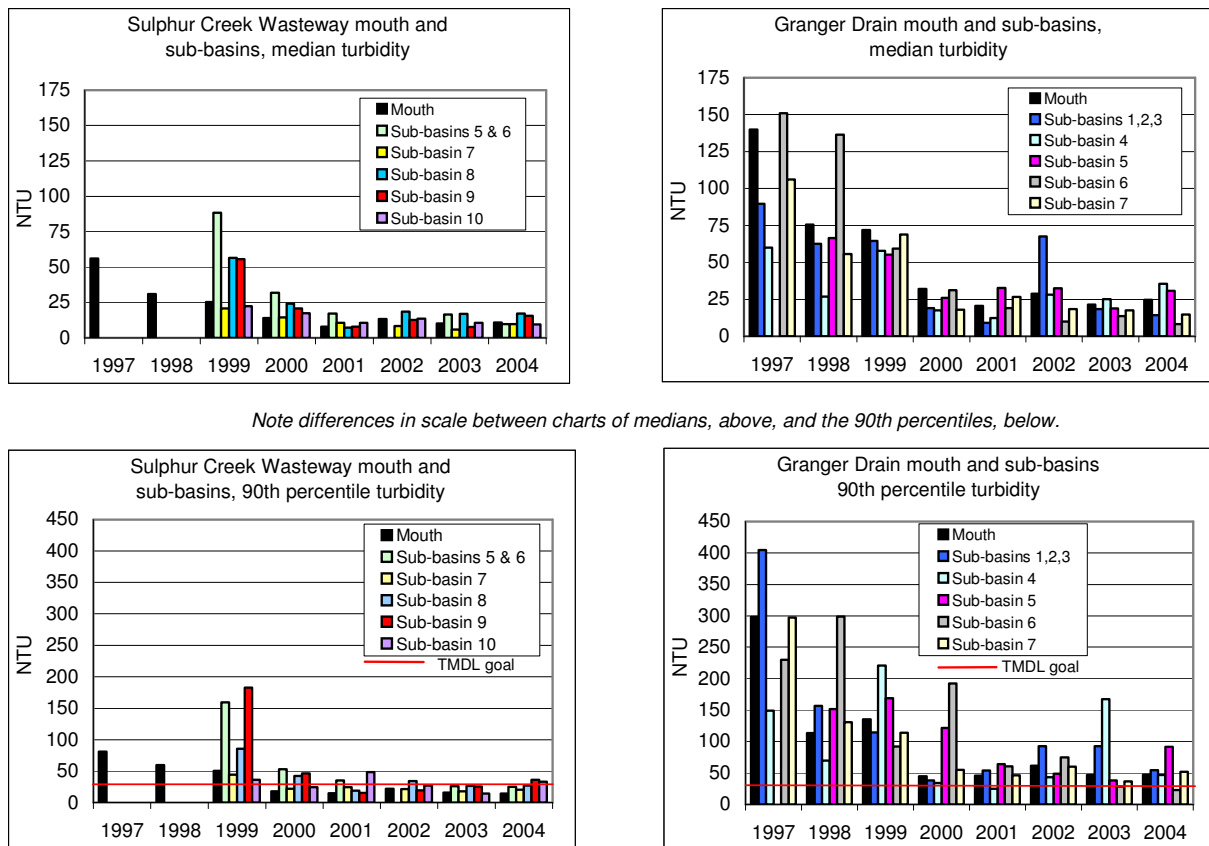 Sulphur Creek Wasteway mouth and
sub-basins, median turbidity
175
150
125
100
75
50
25
0
NTU
Mouth
Sub-basins 5 & 6
Sub-basin 7
Sub-basin 8
Sub-basin 9
Sub-basin 10
1997 1998 1999 2000 2001 2002 2003 2004
Granger Drain mouth and sub-basins,
median turbidity
175
150
125
100
75
50
25
0
NTU
Mouth
Sub-basins 1,2,3
Sub-basin 4
Sub-basin 5
Sub-basin 6
Sub-basin 7
1997 1998 1999 2000 2001 2002 2003 2004
Note differences in scale between charts of medians, above, and the 90th percentiles, below.
Sulphur Creek Wasteway mouth and
sub-basins, 90th percentile turbidity
450
400
350
300
250
200
150
100
50
0
NTU
Mouth
Sub-basins 5 & 6
Sub-basin 7
Sub-basin 8
Sub-basin 9
Sub-basin 10
TMDL goal
1997 1998 1999 2000 2001 2002 2003 2004
Granger Drain mouth and sub-basins
90th percentile turbidity
450
400
350
300
250
200
150
100
50
0
NTU
Mouth
Sub-basins 1,2,3
Sub-basin 4
Sub-basin 5
Sub-basin 6
Sub-basin 7
TMDL goal
1997 1998 1999 2000 2001 2002 2003 2004